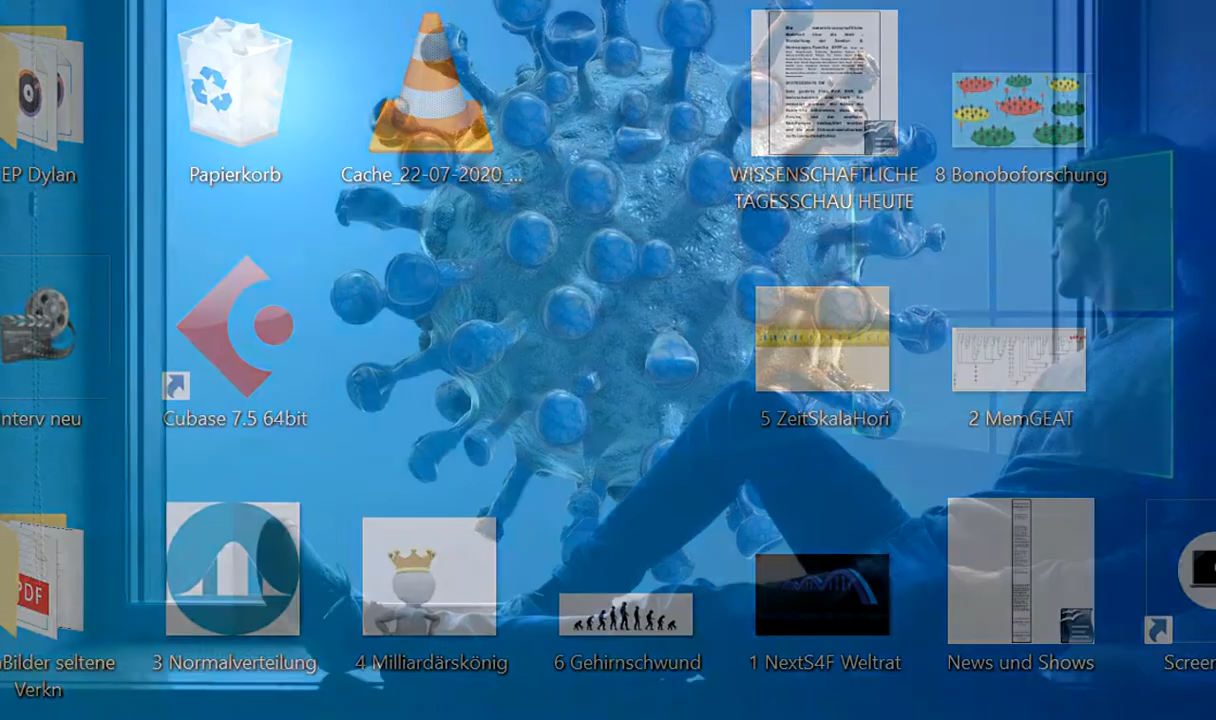 EP Dylan
Papierkorb
Cache_22-07-2020_...
WISSENSCHAFTLICHE
TAGESSCHAU HEUTE
8 Bonoboforschung
nterv neu
Cubase 7.5 64bit
5 ZeitSkalaHori
2 MemGEAT
PDF
Bilder seltene
Verkn
3 Normalverteilung
4 Milliardärskönig
6 Gehirnschwund
1 NextS4F Weltrat
News und Shows
Screen